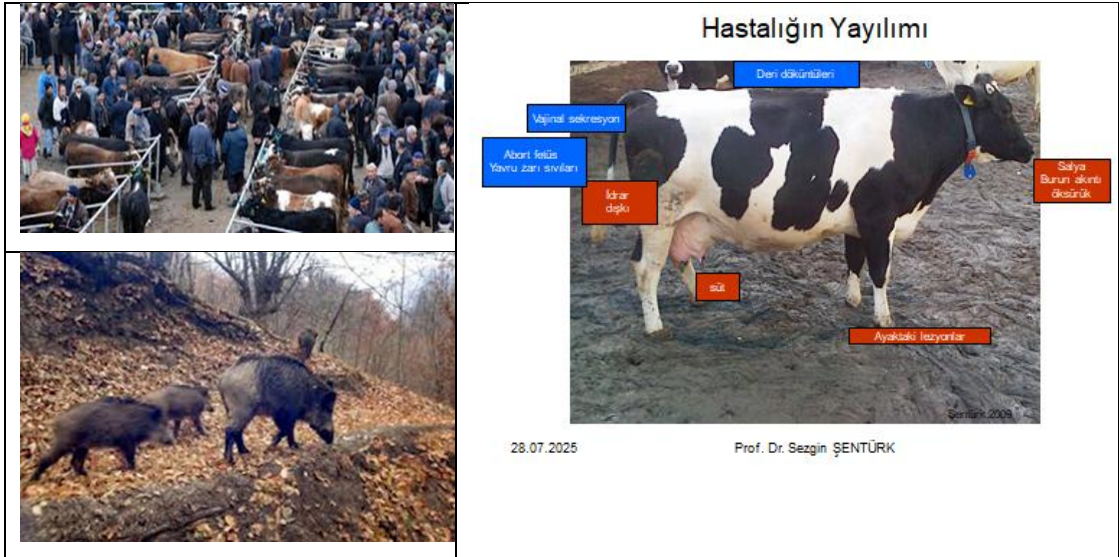 Hastalığın Yayılımı
Deri döküntüleri
Vajinal sekresyon
Abort fetüs
Yavru zarı sıvıları
İdrar
dışkı
Salya
Burun akıntı
öksürük
süt
Ayaktaki lezyonlar
Şentürk 2009
28.07.2025
Prof. Dr. Sezgin ŞENTÜRK